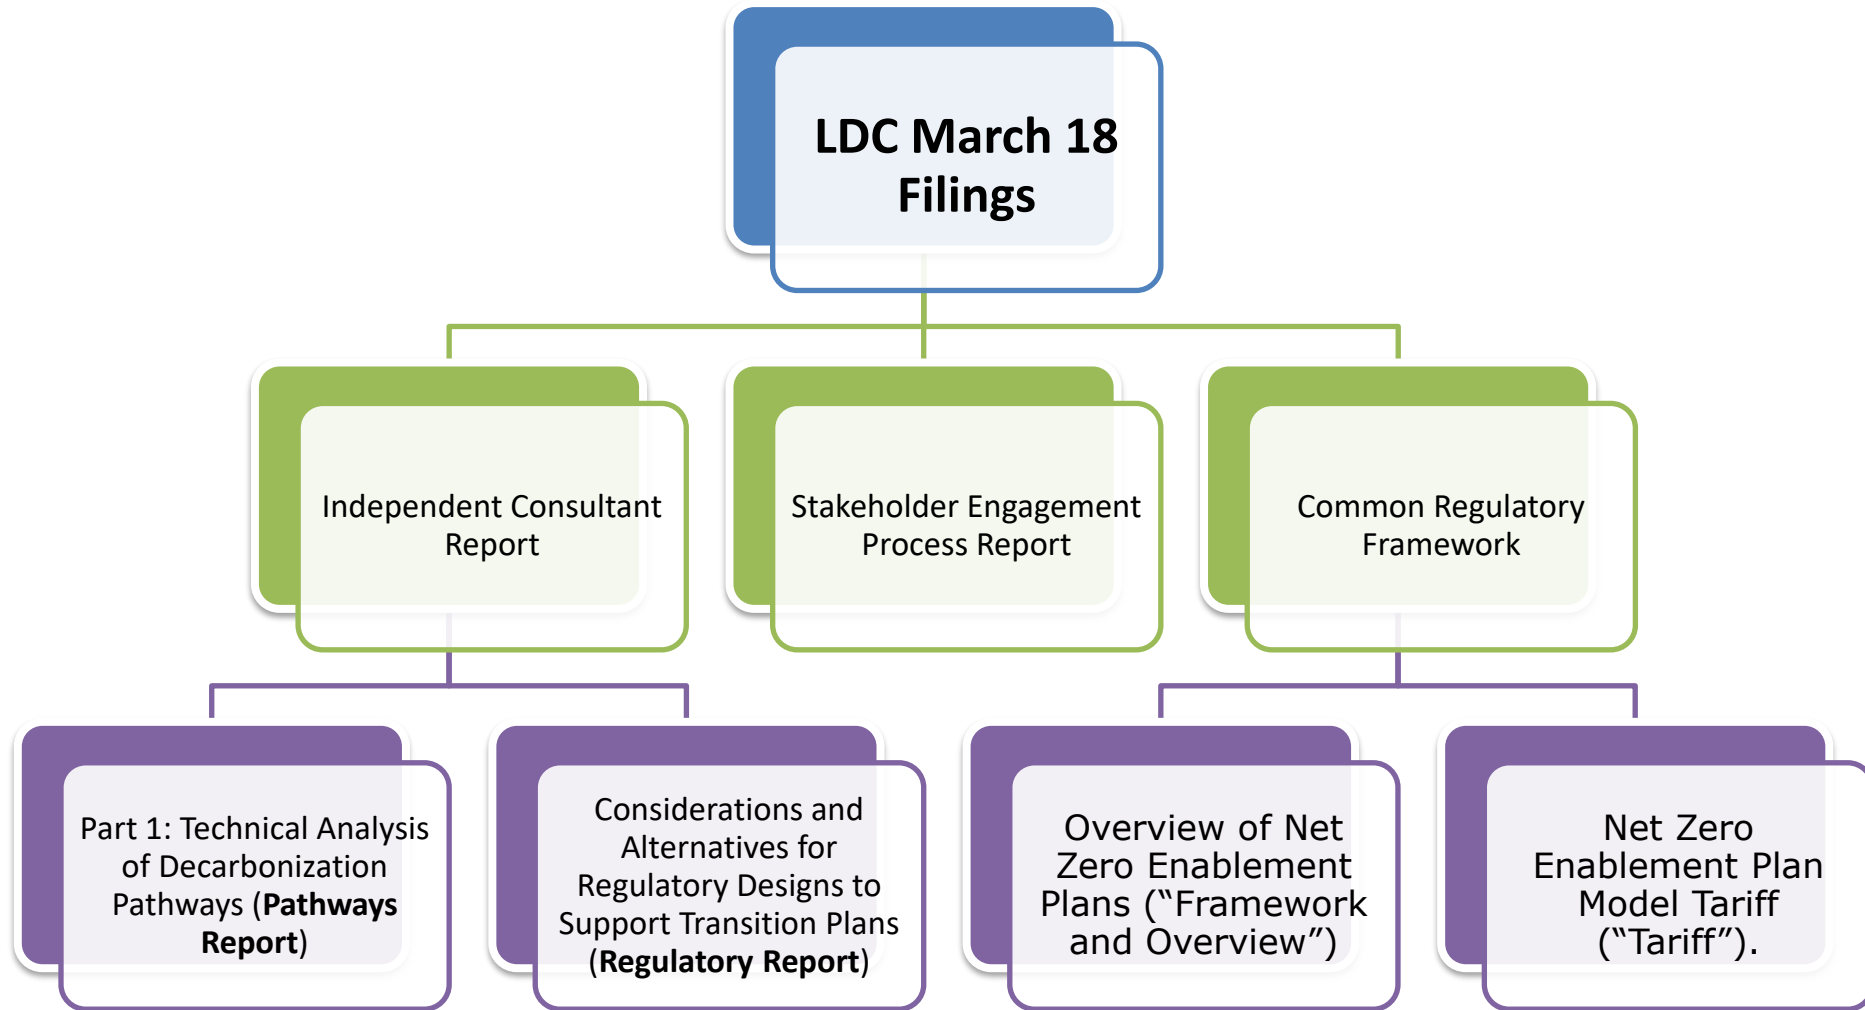 LDC March 18
Filings
Independent Consultant
Report
Stakeholder Engagement
Process Report
Common Regulatory
Framework
Part 1: Technical Analysis
of Decarbonization
Pathways (Pathways
Report)
Considerations and
Alternatives for
Regulatory Designs to
Support Transition Plans
(Regulatory Report)
Overview of Net
Zero Enablement
Plans (“Framework
and Overview”)
Net Zero
Enablement Plan
Model Tariff
(“Tariff”).